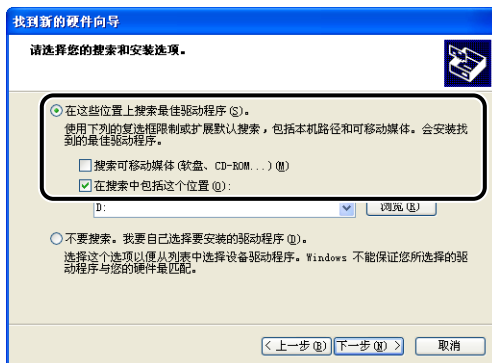 找到新的硬件向导
请选择您的搜索和安装选项。
在这些位置上搜索最佳驱动程序(S)。
使用下列的复选框限制或扩展默认搜索，包括本机路径和可移动媒体。会安装找
到的最佳驱动程序。
搜索可移动媒体(软盘、CD-ROM...)(M)
在搜索中包括这个位置(O):
D: 浏览(R)
不要搜索。我要自己选择要安装的驱动程序(D)。
选择这个选项以便从列表中选择设备驱动程序。Windows 不能保证您所选择的驱
动程序与您的硬件最匹配。
<上一步(B) 下一步(N)> 取消